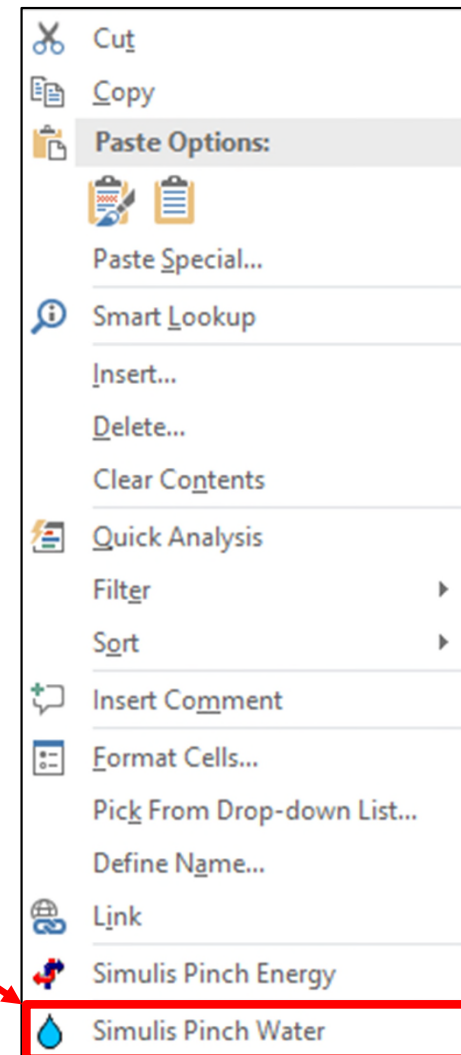 Cut
Copy
Paste Options:
Paste Special...
Smart Lookup
Insert...
Delete...
Clear Contents
Quick Analysis
Filter
Sort
Insert Comment
Format Cells...
Pick From Drop-down List...
Define Name...
Link
Simulis Pinch Energy
Simulis Pinch Water